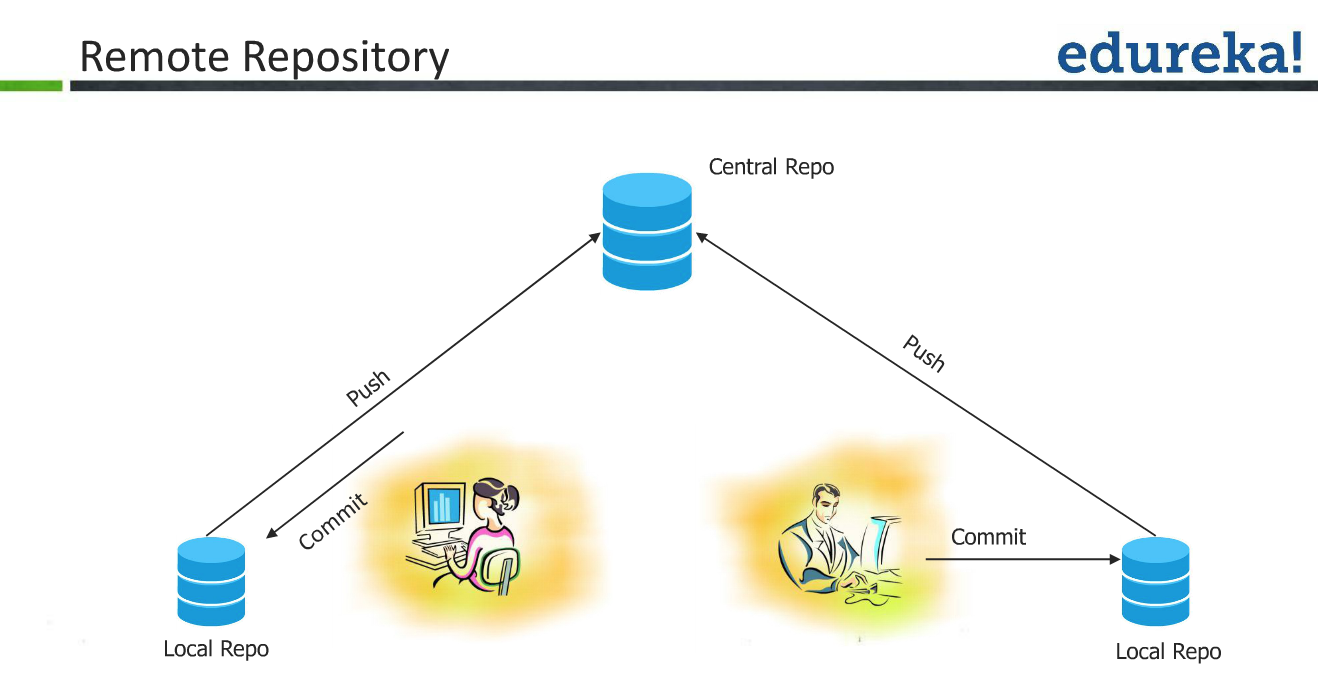 Remote Repository
edureka!
Central Repo
Push
Push
Commit
Commit
Local Repo
Local Repo